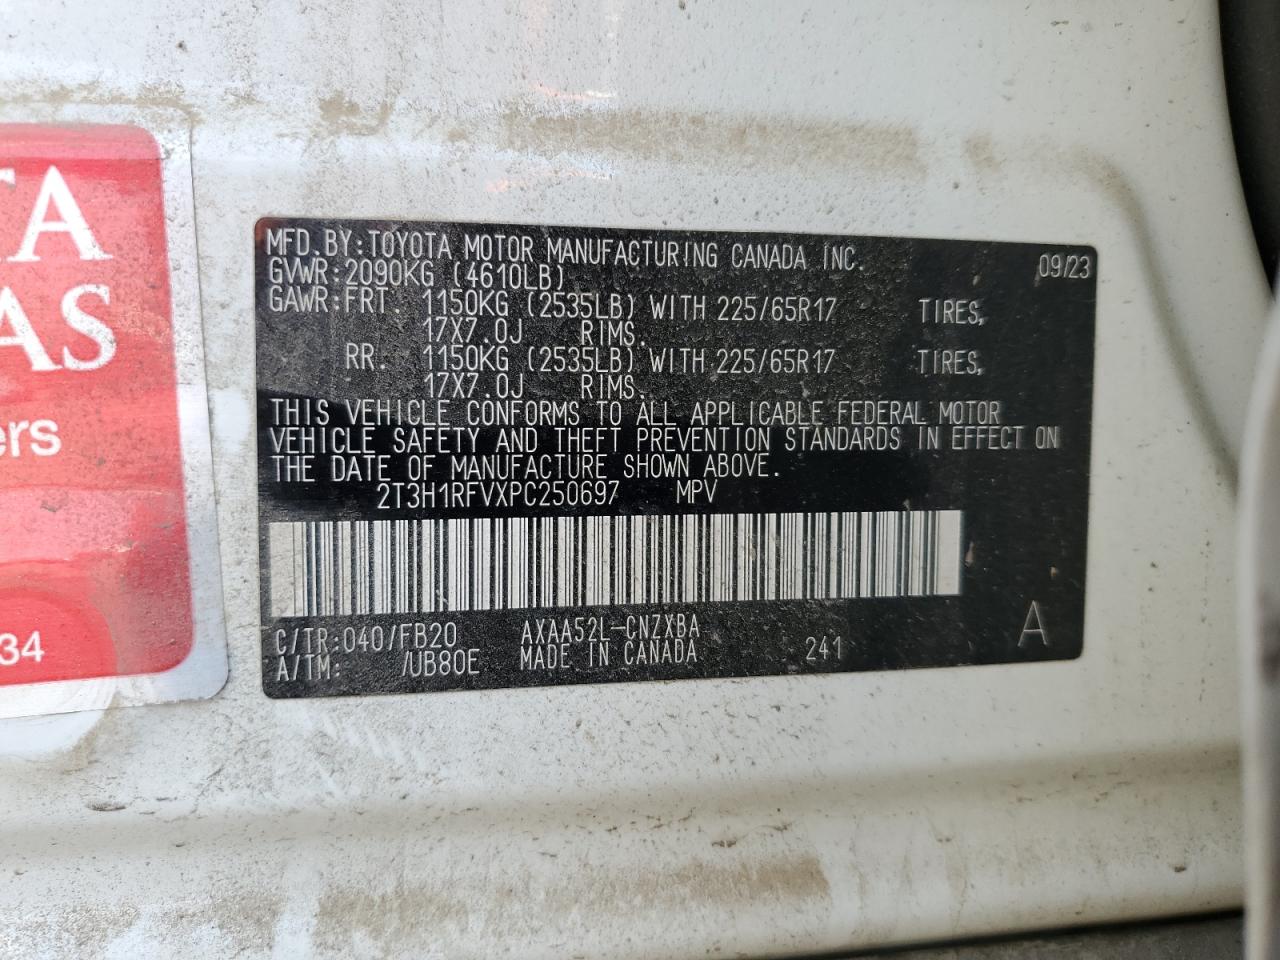 TA
AS
ers
34
MFD.BY:TOYOTA MOTOR MANUFACTURING CANADA INC. 09/23
GVWR:2090KG (4610LB)
GAWR:FRT. 1150KG (2535LB) WITH 225/65R17 TIRES,
17X7.0J RIMS.
RR. 1150KG (2535LB) WITH 225/65R17 TIRES,
17X7.0J RIMS.
THIS VEHICLE CONFORMS TO ALL APPLICABLE FEDERAL MOTOR
VEHICLE SAFETY AND THEFT PREVENTION STANDARDS IN EFFECT ON
THE DATE OF MANUFACTURE SHOWN ABOVE.
2T3H1RFVXPC250697 MPV
C/TR:040/FB20 AXAA52L-CNZXBA
A/TM: /UB80E MADE IN CANADA 241 A